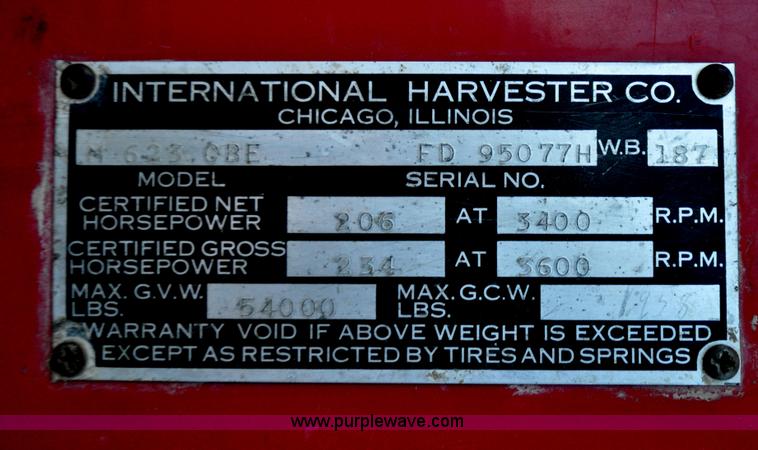 INTERNATIONAL HARVESTER CO.
CHICAGO, ILLINOIS
623 GBE FD 95077H W.B. 187
MODEL SERIAL NO.
CERTIFIED NET HORSEPOWER 206 AT 3400 R.P.M.
CERTIFIED GROSS HORSEPOWER 234 AT 3600 R.P.M.
MAX. G.V.W. LBS. 54000 MAX. G.C.W. LBS.
WARRANTY VOID IF ABOVE WEIGHT IS EXCEEDED
EXCEPT AS RESTRICTED BY TIRES AND SPRINGS
www.purplewave.com